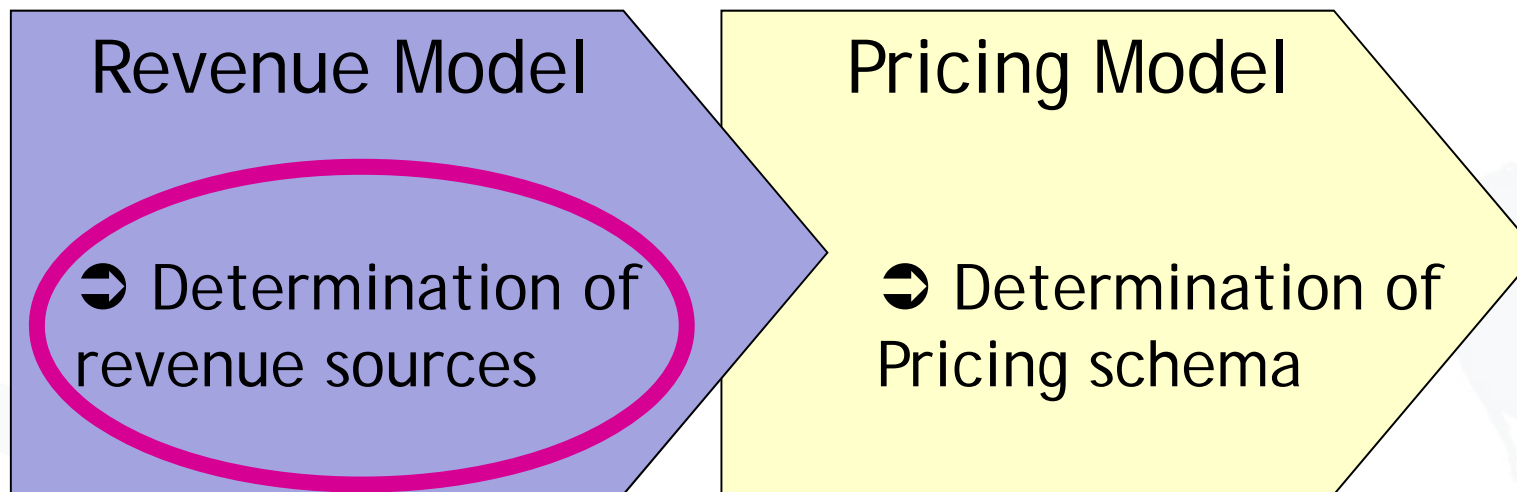 Revenue Model
➲ Determination of
revenue sources
Pricing Model
➲ Determination of
Pricing schema